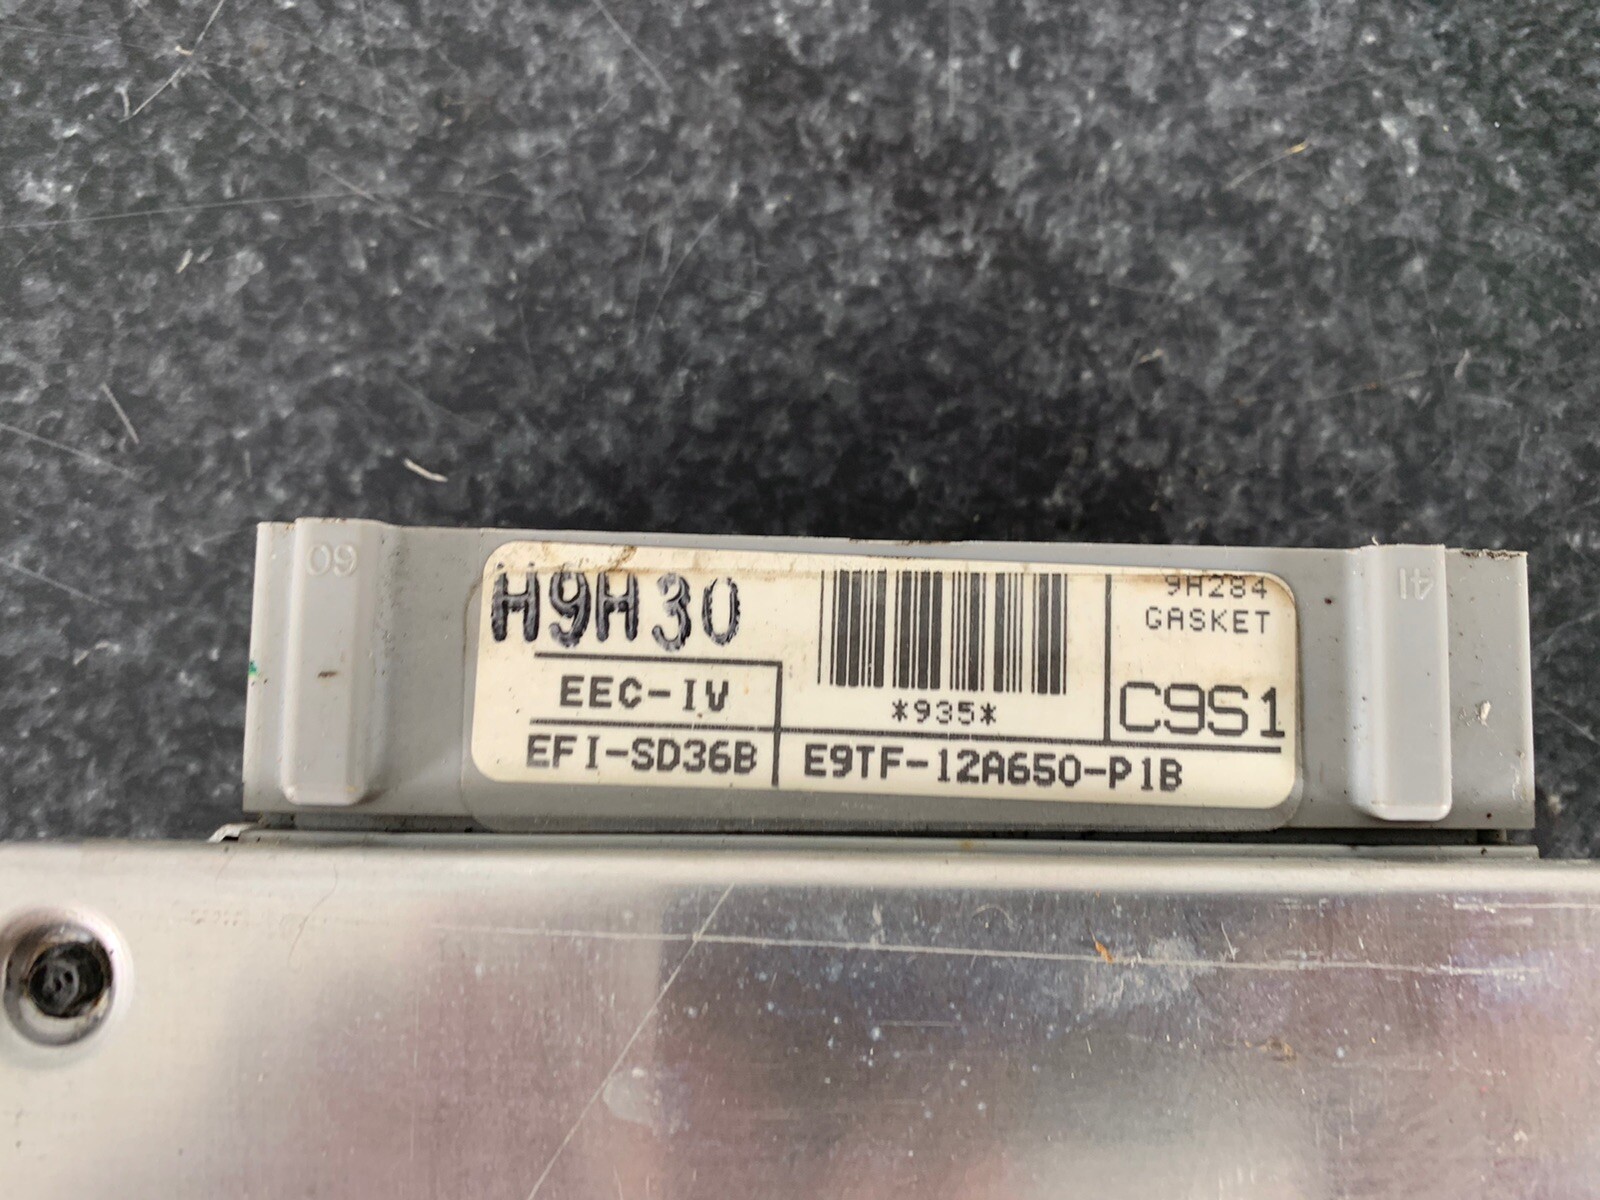 60
41
H9H30
9H284
GASKET
EEC-IV
*935*
C9S1
EFI-SD36B
E9TF-12A650-P1B